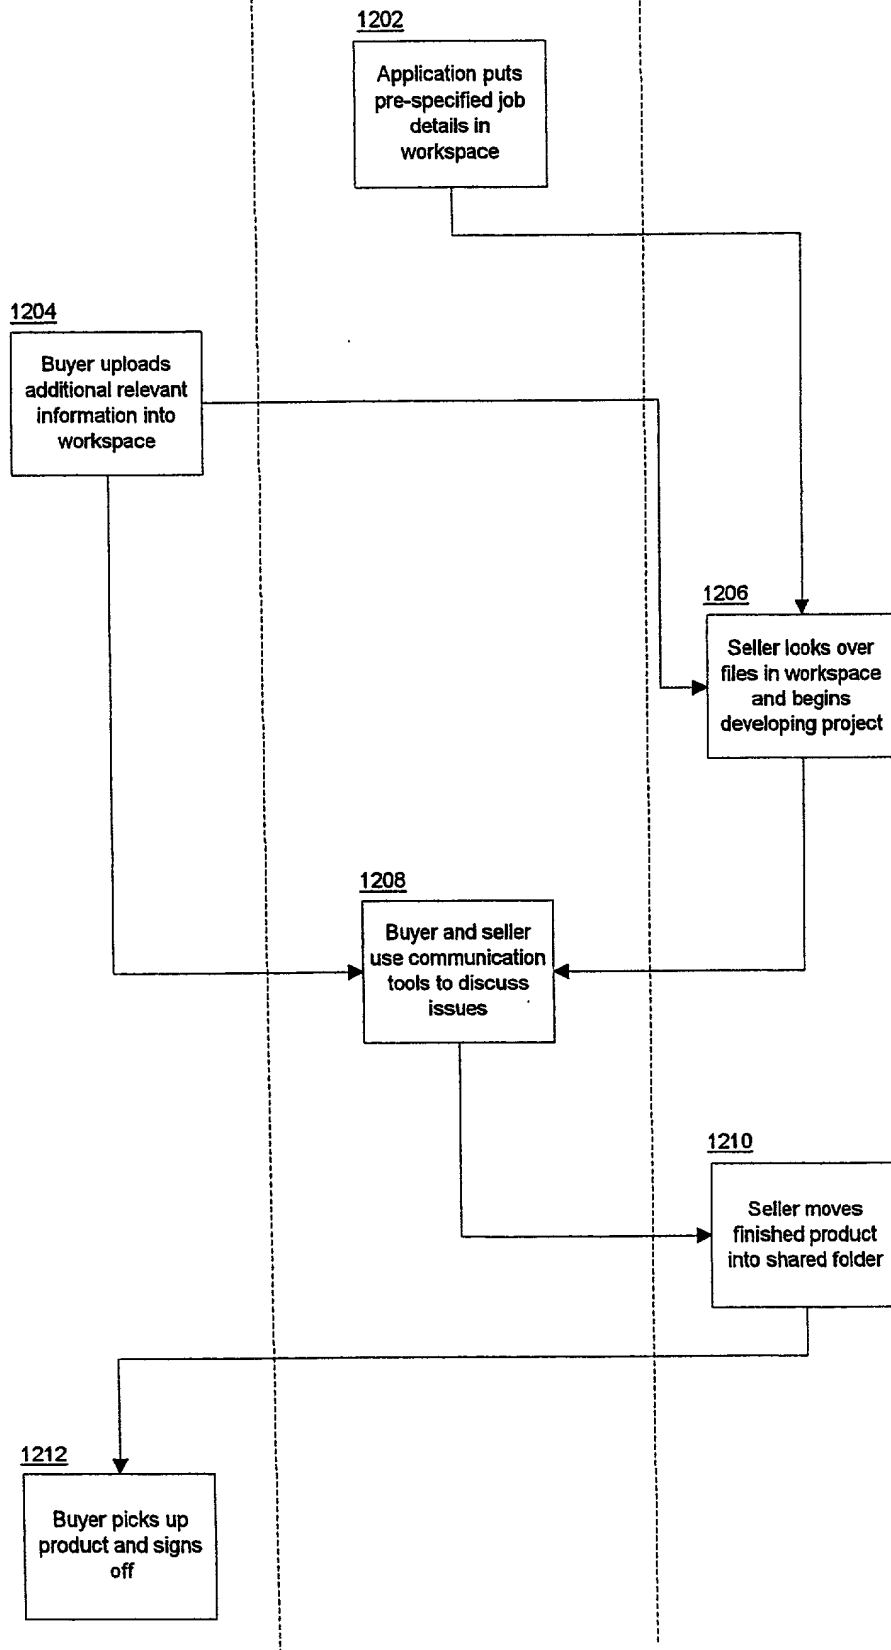 1202
Application puts
pre-specified job
details in
workspace
1204
Buyer uploads
additional relevant
information into
workspace
1206
Seller looks over
files in workspace
and begins
developing project
1208
Buyer and seller
use communication
tools to discuss
issues
1210
Seller moves
finished product
into shared folder
1212
Buyer picks up
product and signs
off